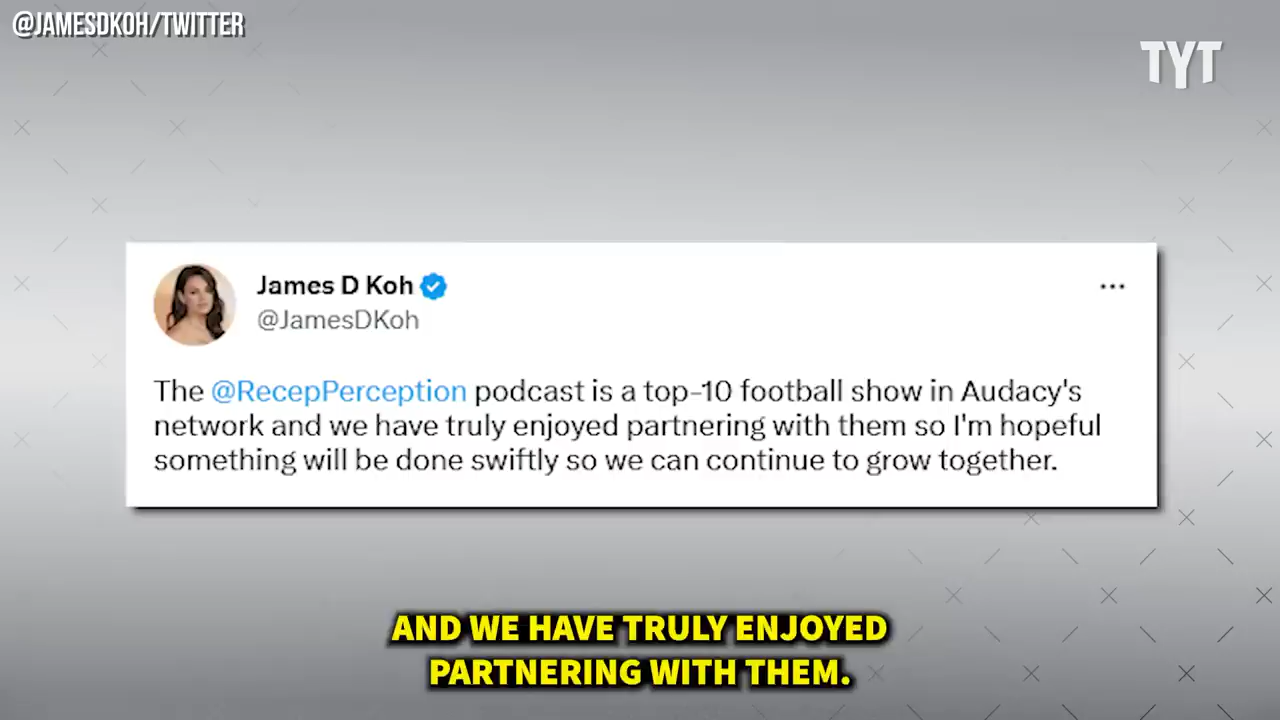 @JAMESDKOH/TWITTER
TYT
James D Koh
@JamesDKoh
The @RecepPerception podcast is a top-10 football show in Audacy's
network and we have truly enjoyed partnering with them so I'm hopeful
something will be done swiftly so we can continue to grow together.
AND WE HAVE TRULY ENJOYED
PARTNERING WITH THEM.